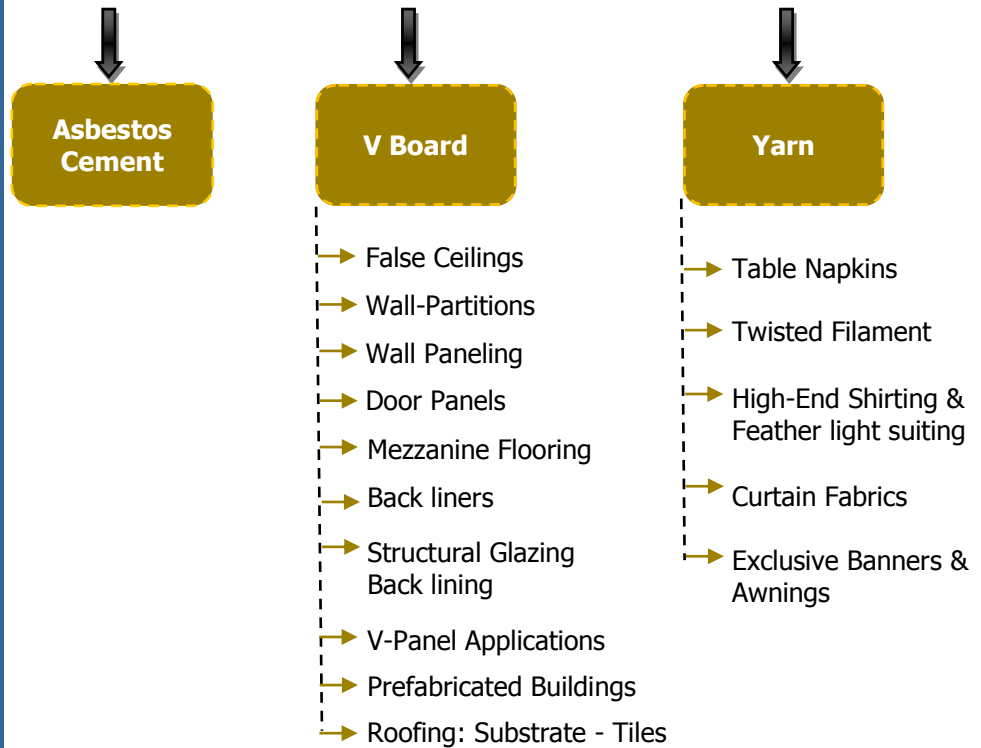 Asbestos
Cement
V Board
False Ceilings
Wall-Partitions
Wall Paneling
Door Panels
Mezzanine Flooring
Back liners
Structural Glazing
Back lining
V-Panel Applications
Prefabricated Buildings
Roofing: Substrate - Tiles
Yarn
Table Napkins
Twisted Filament
High-End Shirting &
Feather light suiting
Curtain Fabrics
Exclusive Banners &
Awnings